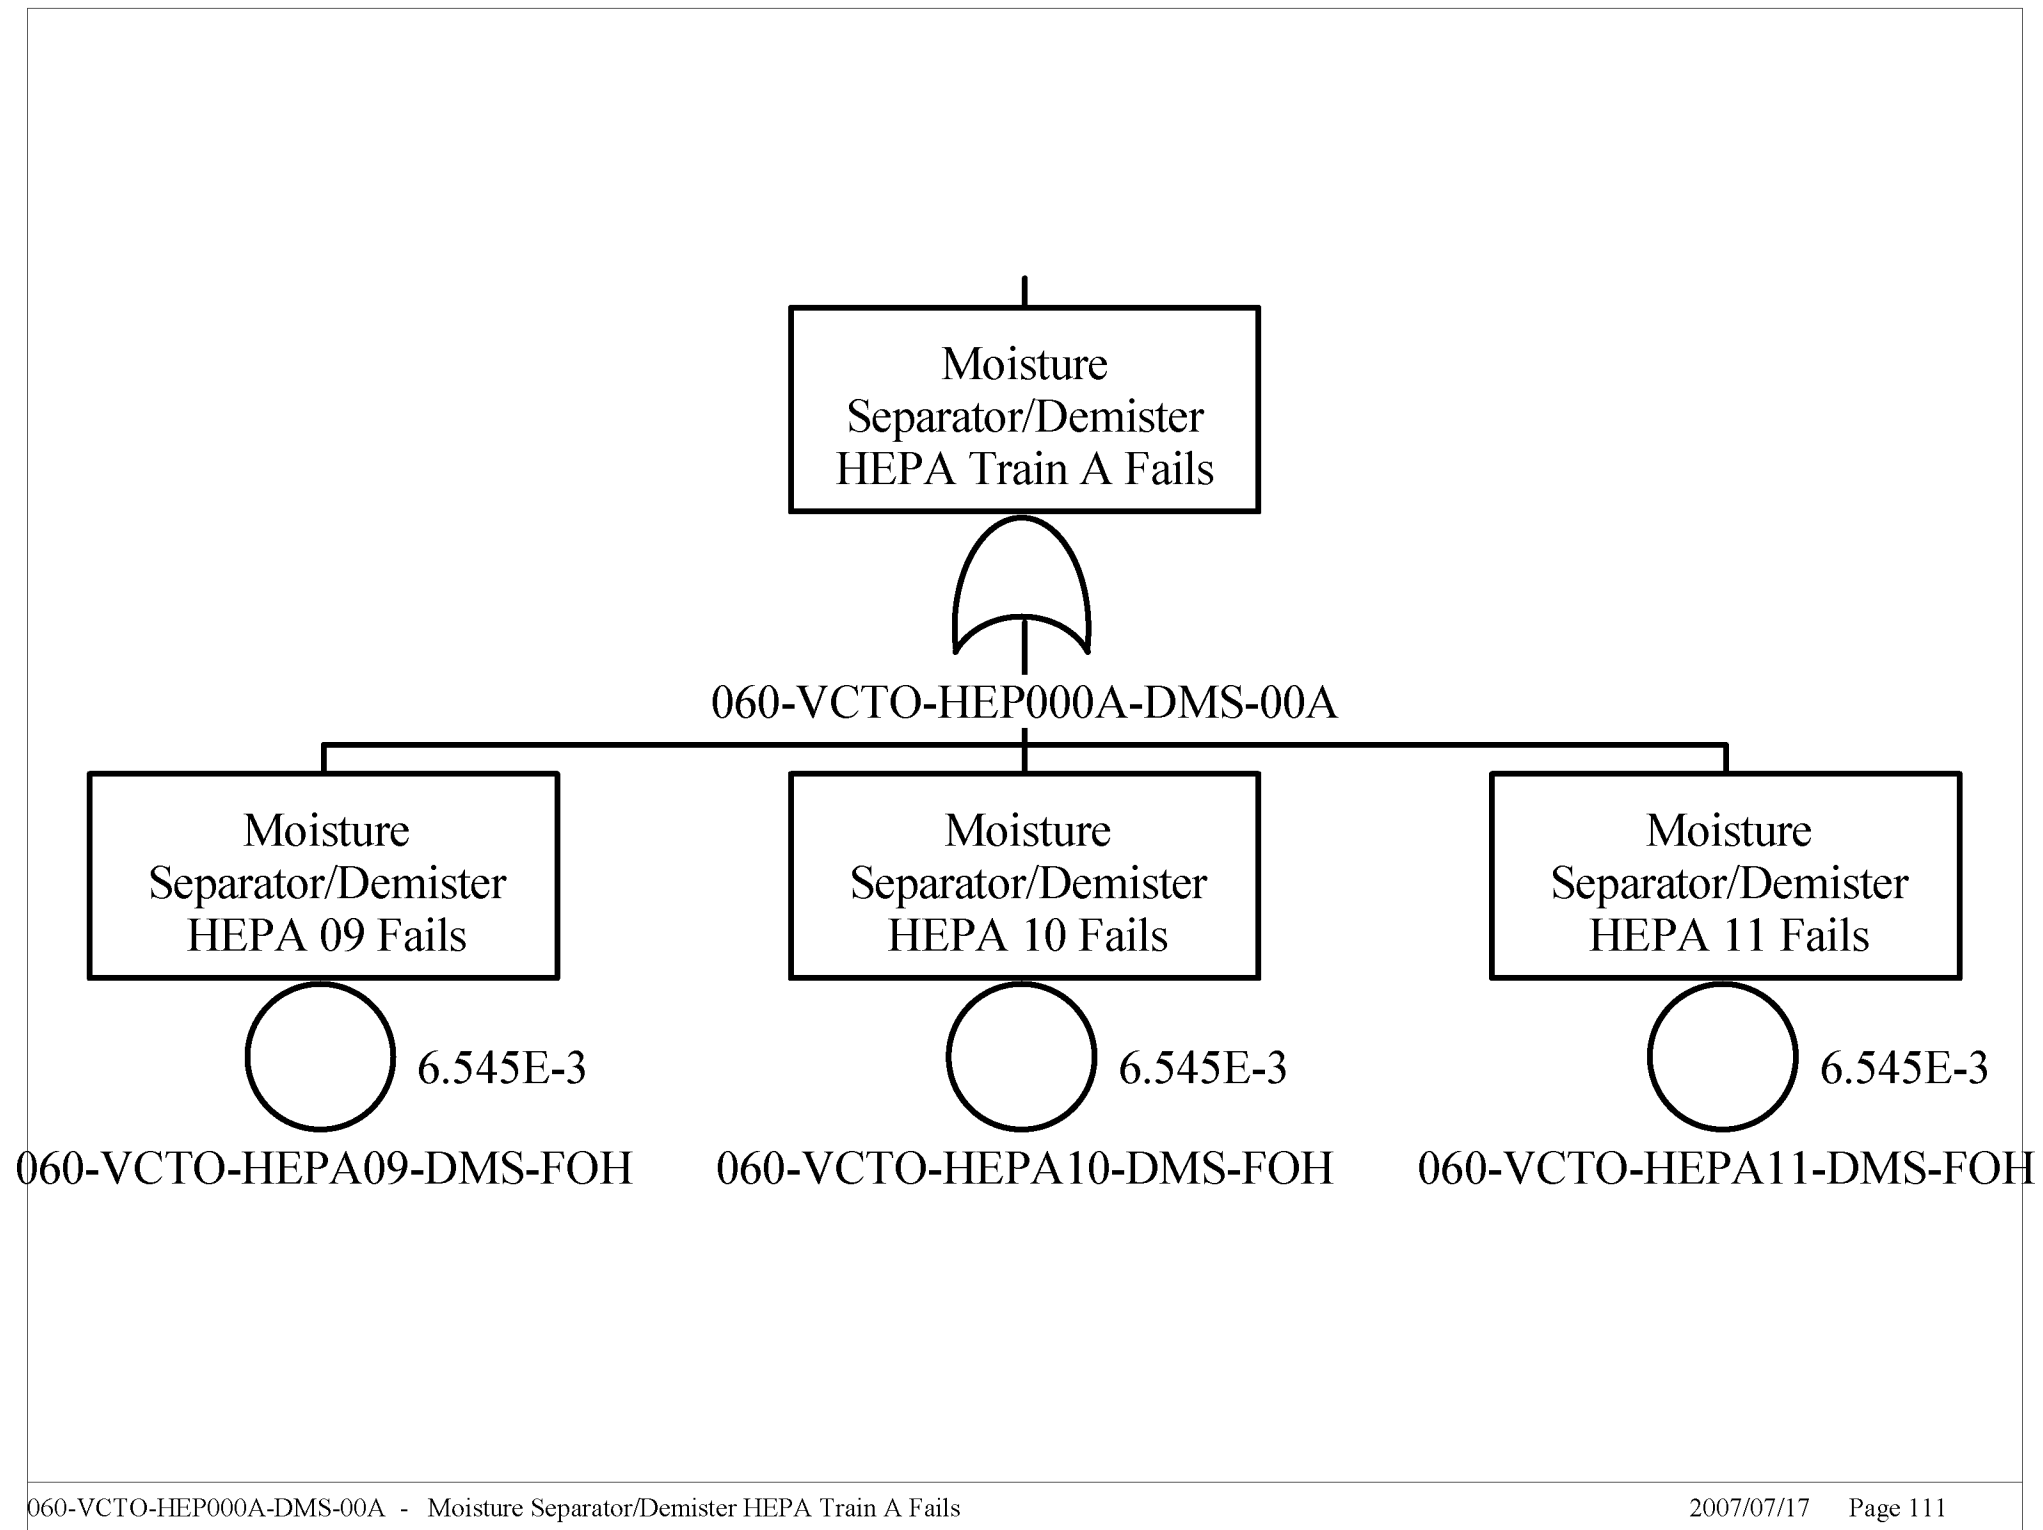 Moisture
Separator/Demister
HEPA Train A Fails
060-VCTO-HEP000A-DMS-00A
Moisture
Separator/Demister
HEPA 09 Fails
6.545E-3
060-VCTO-HEPA09-DMS-FOH
Moisture
Separator/Demister
HEPA 10 Fails
6.545E-3
060-VCTO-HEPA10-DMS-FOH
Moisture
Separator/Demister
HEPA 11 Fails
6.545E-3
060-VCTO-HEPA11-DMS-FOH
060-VCTO-HEP000A-DMS-00A - Moisture Separator/Demister HEPA Train A Fails
2007/07/17 Page 111